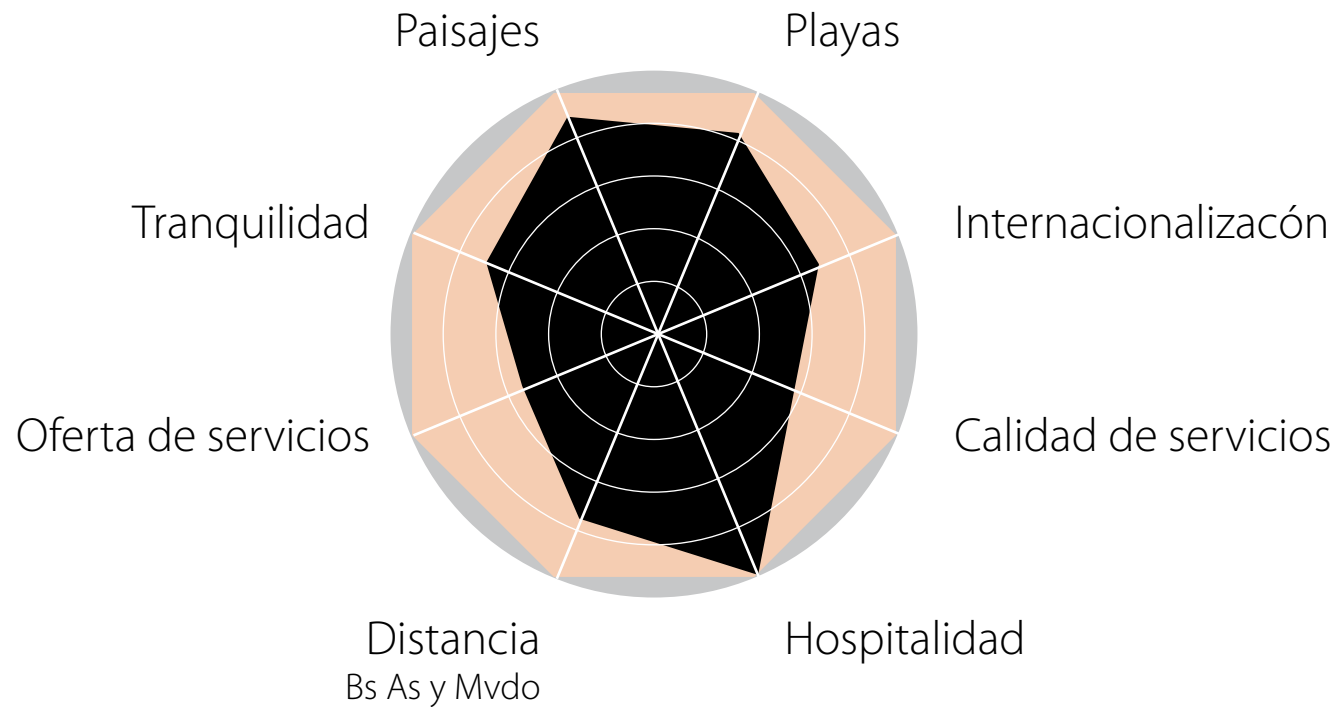 Paisajes
Playas
Tranquilidad
Internacionalizacón
Oferta de servicios
Calidad de servicios
Distancia
Bs As y Mvdo
Hospitalidad